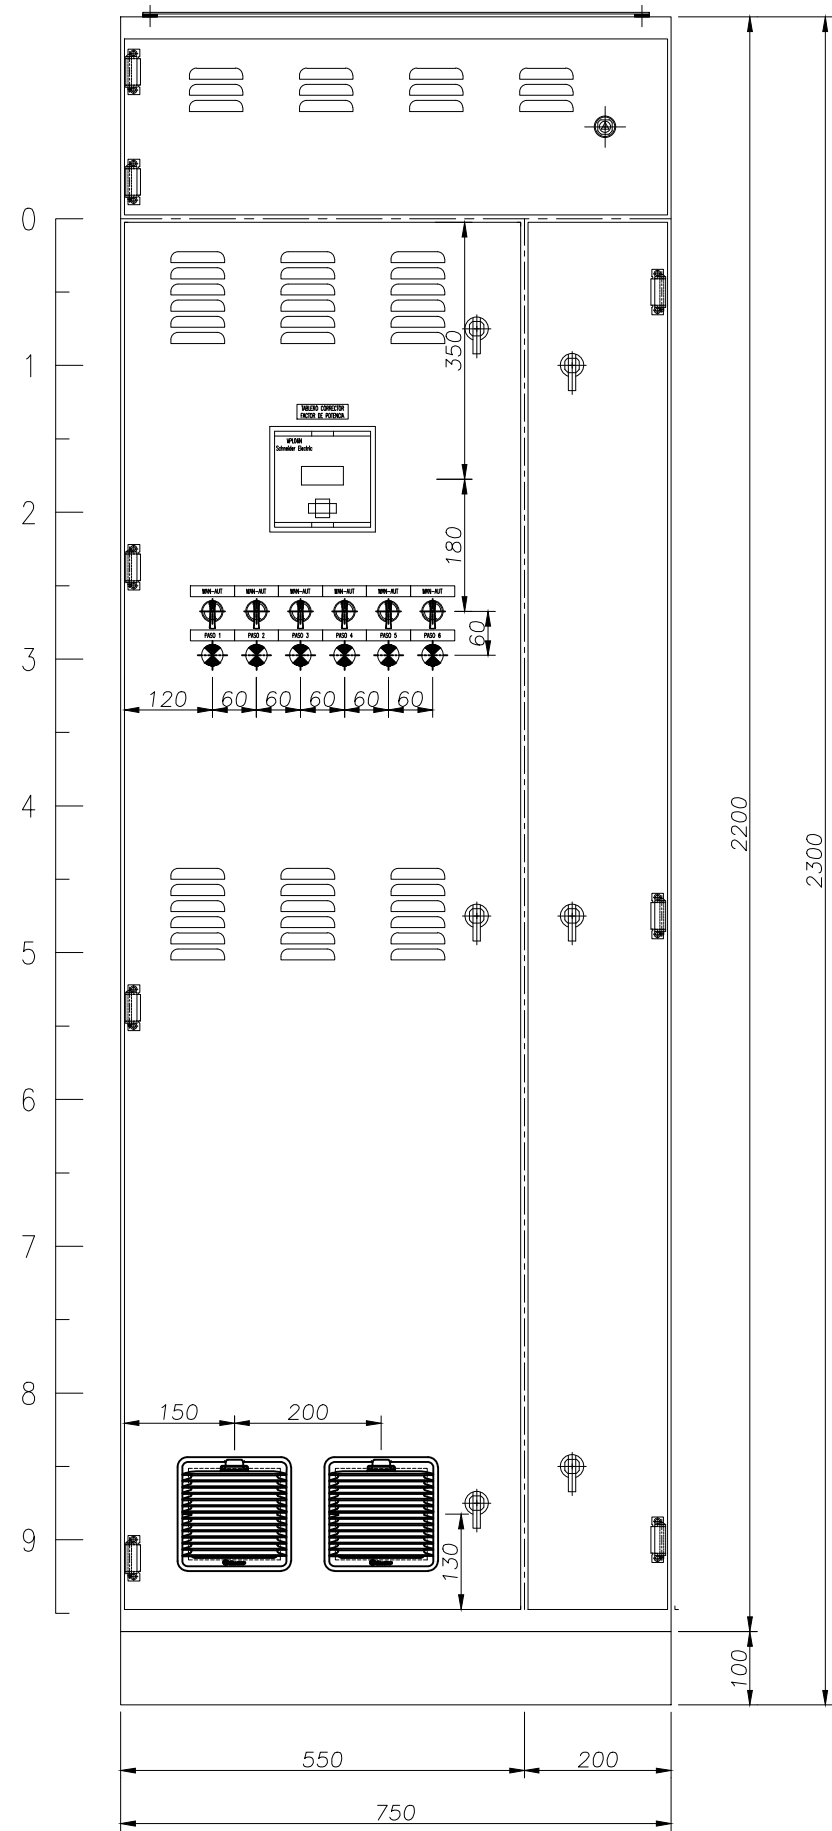 0
350
1
TABLERO CORRECTOR
FACTOR DE POTENCIA
VPL06N
Schneider Electric
2
180
MAN-AUT MAN-AUT MAN-AUT MAN-AUT MAN-AUT MAN-AUT
60
PASO 1 PASO 2 PASO 3 PASO 4 PASO 5 PASO 6
3
120 60 60 60 60 60
4
2200
2300
5
6
7
8
150 200
9
130
100
550 200
750